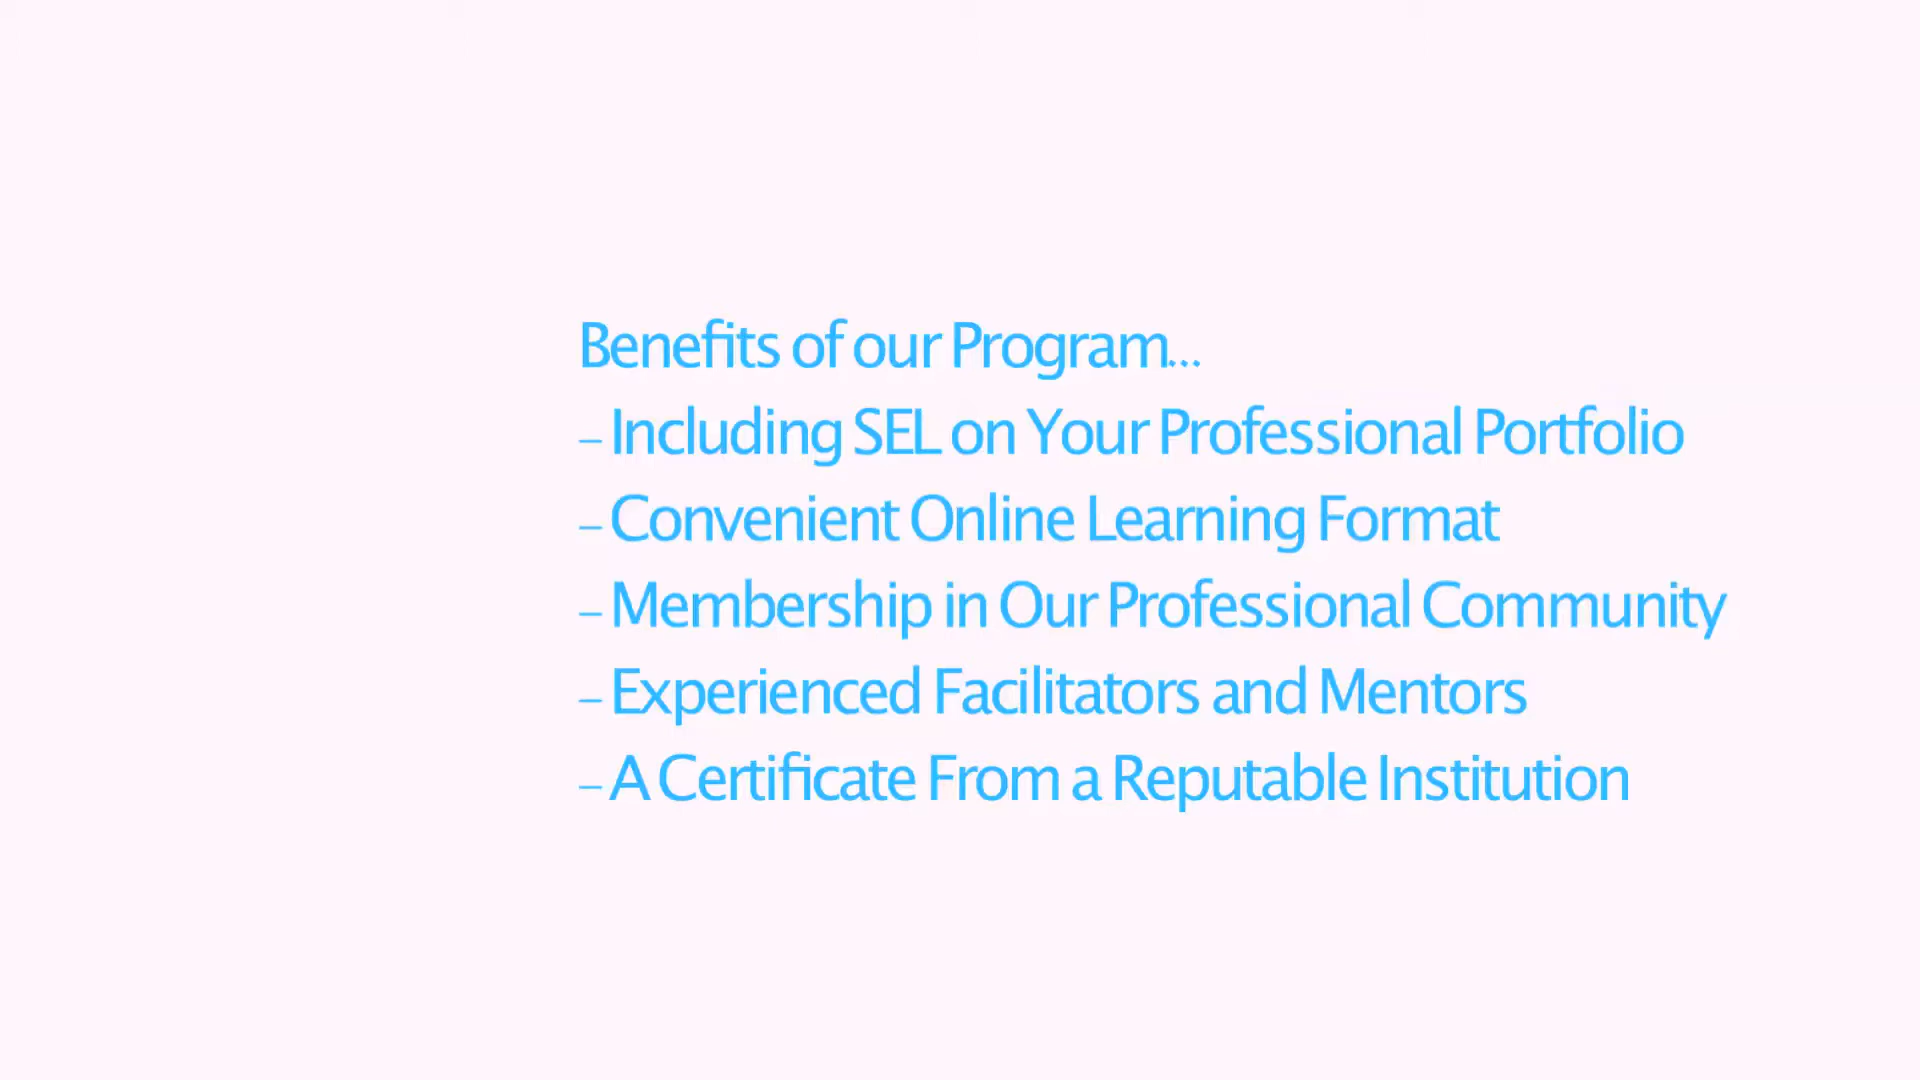 Benefits of our Program...
– Including SEL on Your Professional Portfolio
– Convenient Online Learning Format
– Membership in Our Professional Community
– Experienced Facilitators and Mentors
– A Certificate From a Reputable Institution